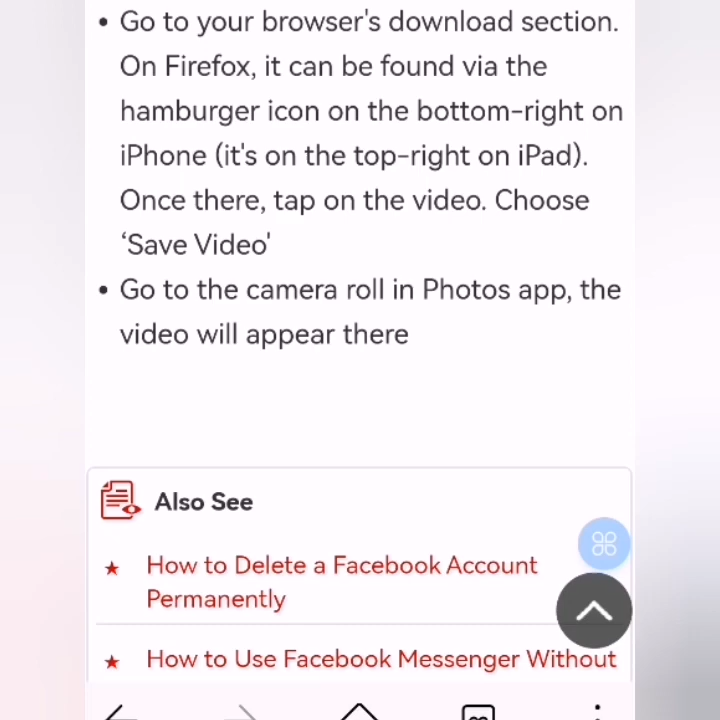 • Go to your browser's download section.
On Firefox, it can be found via the
hamburger icon on the bottom-right on
iPhone (it's on the top-right on iPad).
Once there, tap on the video. Choose
‘Save Video'
• Go to the camera roll in Photos app, the
video will appear there
Also See
★ How to Delete a Facebook Account
Permanently
★ How to Use Facebook Messenger Without